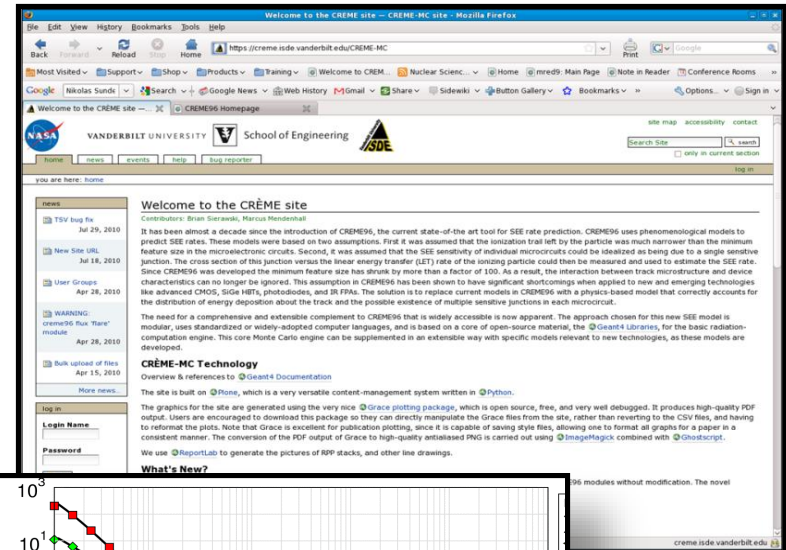 Welcome to the CRÈME site — CREME-MC site - Mozilla Firefox
File Edit View History Bookmarks Tools Help
Back Forward Reload Stop Home https://creme.isde.vanderbilt.edu/CREME-MC Print Google
Most Visited Support Shop Products Training Welcome to CREM... Nuclear Scienc... Home mred9: Main Page Note in Reader Conference Rooms »
Google Nikolas Sunde Search Google News Web History Gmail Share Sidewiki Button Gallery Bookmarks » Options... Sign in
Welcome to the CRÈME site —... CREME96 Homepage
site map accessibility contact
NASA VANDERBILT UNIVERSITY V School of Engineering ISDE
Search Site search
only in current section
home news events help bug reporter
log in
you are here: home
news
TSV bug fix
Jul 29, 2010
New Site URL
Jul 18, 2010
User Groups
Apr 28, 2010
WARNING:
creme96 flux 'flare'
module
Apr 28, 2010
Bulk upload of files
Apr 15, 2010
More news...
log in
Login Name
Password
Welcome to the CRÈME site
Contributors: Brian Sierawski, Marcus Mendenhall
It has been almost a decade since the introduction of CREME96, the current state-of-the art tool for SEE rate prediction. CREME96 uses phenomenological models to
predict SEE rates. These models were based on two assumptions. First it was assumed that the ionization trail left by the particle was much narrower than the minimum
feature size in the microelectronic circuits. Second, it was assumed that the SEE sensitivity of individual microcircuits could be idealized as being due to a single sensitive
junction. The cross section of this junction versus the linear energy transfer (LET) rate of the ionizing particle could then be measured and used to estimate the SEE rate.
Since CREME96 was developed the minimum feature size has shrunk by more than a factor of 100. As a result, the interaction between track microstructure and device
characteristics can no longer be ignored. This assumption in CREME96 has been shown to have significant shortcomings when applied to new and emerging technologies
like advanced CMOS, SiGe HBTs, photodiodes, and IR FPAs. The solution is to replace current models in CREME96 with a physics-based model that correctly accounts for
the distribution of energy deposition about the track and the possible existence of multiple sensitive junctions in each microcircuit.
The need for a comprehensive and extensible complement to CREME96 that is widely accessible is now apparent. The approach chosen for this new SEE model is
modular, uses standardized or widely-adopted computer languages, and is based on a core of open-source material, the Geant4 Libraries, for the basic radiation-
computation engine. This core Monte Carlo engine can be supplemented in an extensible way with specific models relevant to new technologies, as these models are
developed.
CRÈME-MC Technology
Overview & references to Geant4 Documentation
The site is built on Plone, which is a very versatile content-management system written in Python.
The graphics for the site are generated using the very nice Grace plotting package, which is open source, free, and very well debugged. It produces high-quality PDF
output. Users are encouraged to download this package so they can directly manipulate the Grace files from the site, rather than reverting to the CSV files, and having
to reformat the plots. Note that Grace is excellent for publication plotting, since it is capable of saving style files, allowing one to format all graphs for a paper in a
consistent manner. The conversion of the PDF output of Grace to high-quality antialiased PNG is carried out using ImageMagick combined with Ghostscript.
We use ReportLab to generate the pictures of RPP stacks, and other line drawings.
What's New?
E96 modules without modification. The novel
creme.isde.vanderbilt.edu
10³
10¹